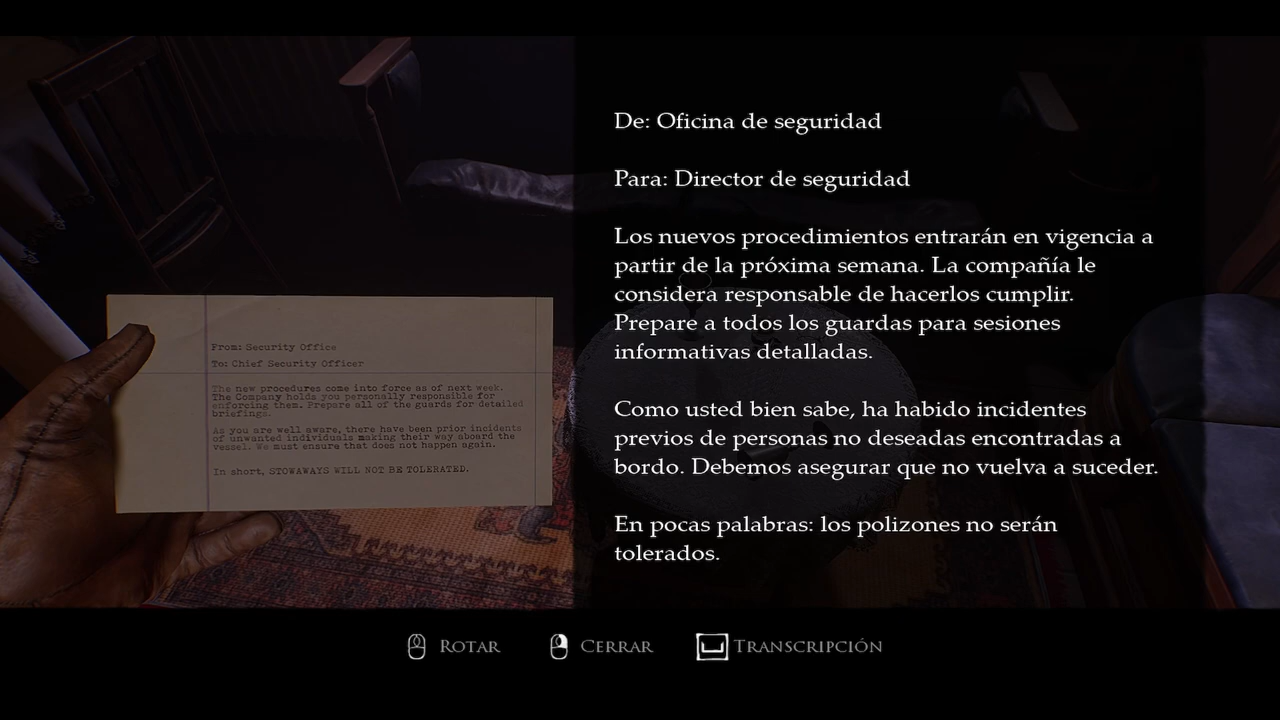 From: Security Office
To: Chief Security Officer
The new procedures come into force as of next week.
The Company holds you personally responsible for
enforcing them. Prepare all of the guards for detailed
briefings.
As you are well aware, there have been prior incidents
of unwanted individuals making their way aboard the
vessel. We must ensure that does not happen again.
In short, STOWAWAYS WILL NOT BE TOLERATED.
De: Oficina de seguridad
Para: Director de seguridad
Los nuevos procedimientos entrarán en vigencia a
partir de la próxima semana. La compañía le
considera responsable de hacerlos cumplir.
Prepare a todos los guardas para sesiones
informativas detalladas.
Como usted bien sabe, ha habido incidentes
previos de personas no deseadas encontradas a
bordo. Debemos asegurar que no vuelva a suceder.
En pocas palabras: los polizones no serán
tolerados.
Rotar Cerrar Transcripción